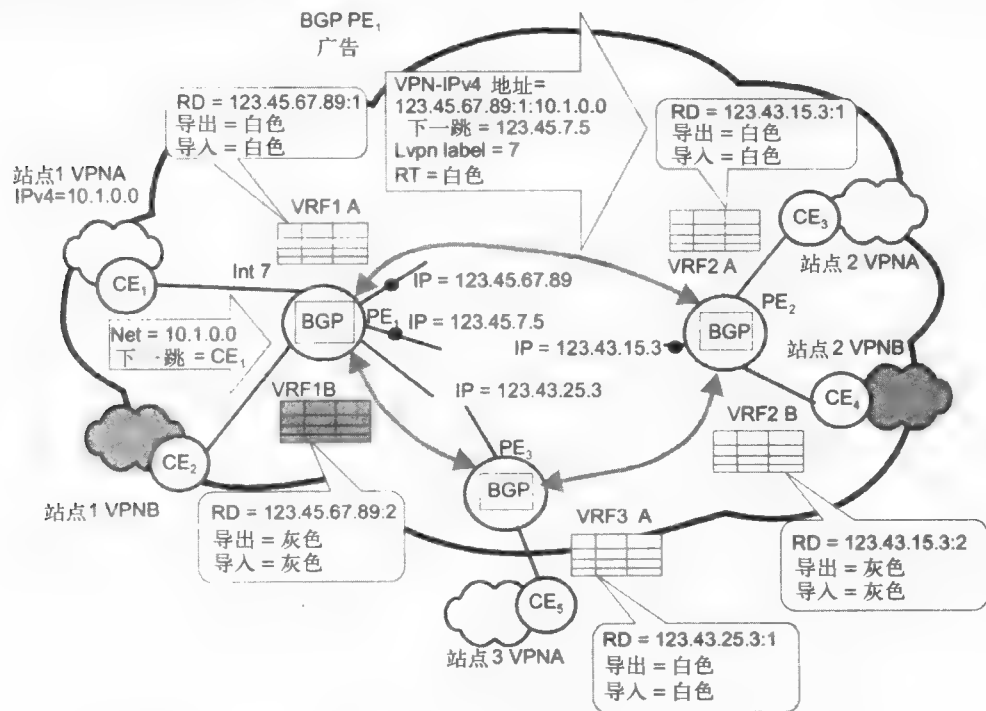 BGP PE1
广告
VPN-IPv4 地址=
123.45.67.89:1:10.1.0.0
下一跳 = 123.45.7.5
Lvpn label = 7
RT = 白色
RD = 123.45.67.89:1
导出 = 白色
导入 = 白色
RD = 123.43.15.3:1
导出 = 白色
导入 = 白色
站点1 VPNA
IPv4=10.1.0.0
VRF1 A
VRF2 A
CE3
站点 2 VPNA
CE1
Int 7
IP = 123.45.67.89
BGP
PE1
IP = 123.45.7.5
IP = 123.43.15.3
PE2
BGP
Net = 10.1.0.0
下一跳 = CE1
站点2 VPNB
CE4
IP = 123.43.25.3
VRF1B
VRF2 B
CE2
站点1 VPNB
PE3
BGP
RD = 123.45.67.89:2
导出 = 灰色
导入 = 灰色
VRF3 A
RD = 123.43.15.3:2
导出 = 灰色
导入 = 灰色
CE5
站点3 VPNA
RD = 123.43.25.3:1
导出 = 白色
导入 = 白色